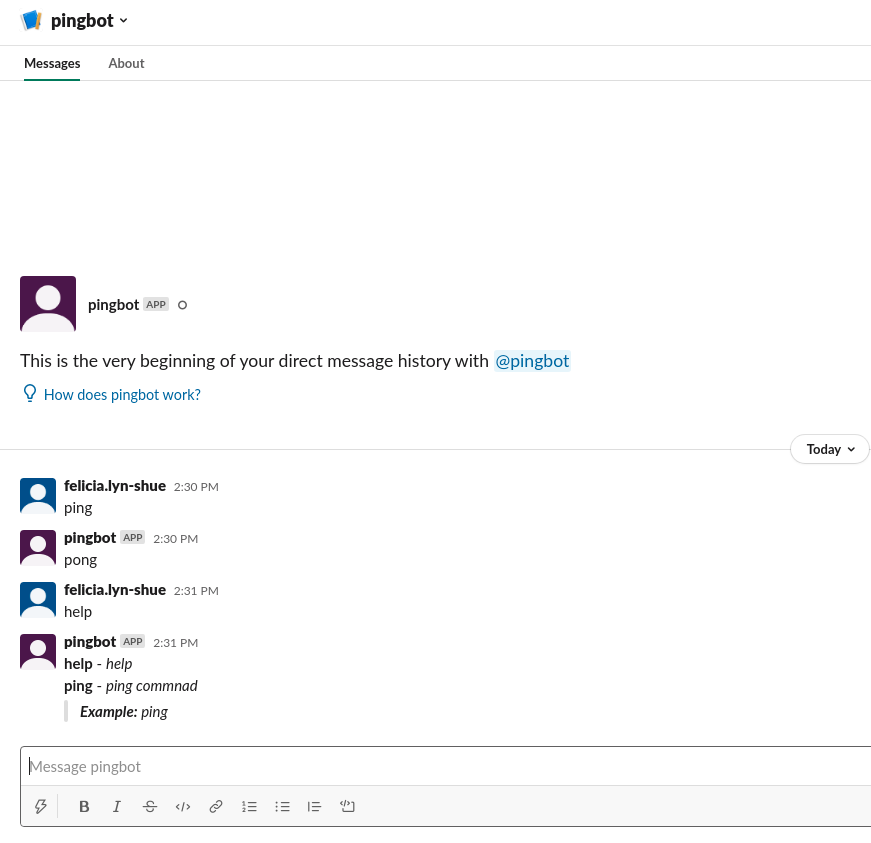 pingbot
Messages About
pingbot APP
This is the very beginning of your direct message history with @pingbot
How does pingbot work?
Today
felicia.lyn-shue 2:30 PM
ping
pingbot APP 2:30 PM
pong
felicia.lyn-shue 2:31 PM
help
pingbot APP 2:31 PM
help - help
ping - ping commnad
Example: ping
Message pingbot